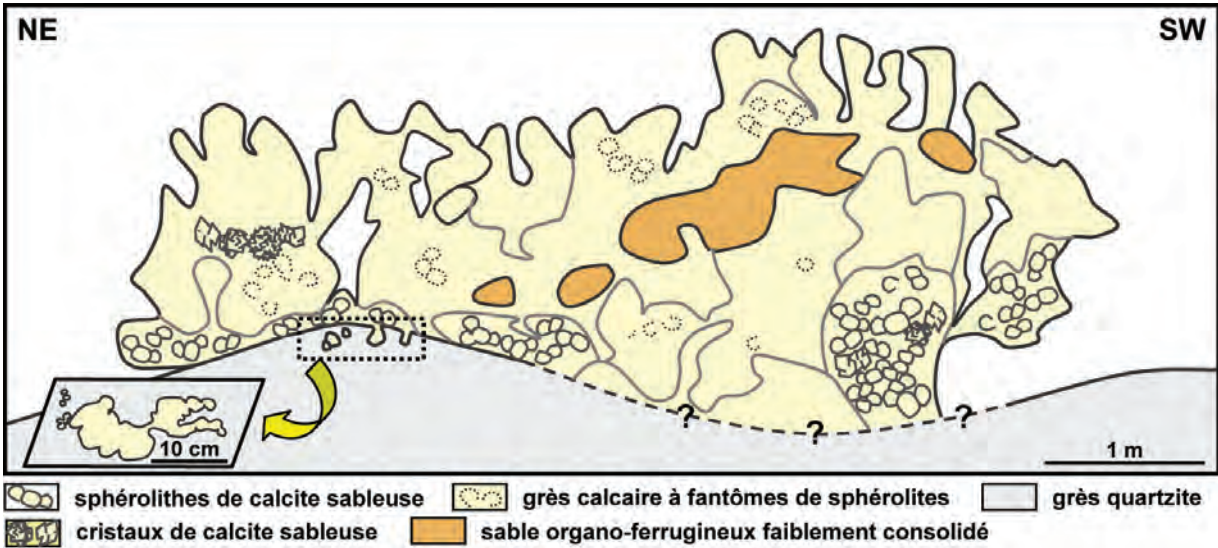 NE
SW
? ? ?
10 cm
1 m
sphérolithes de calcite sableuse
grès calcaire à fantômes de sphérolites
grès quartzite
cristaux de calcite sableuse
sable organo-ferrugineux faiblement consolidé